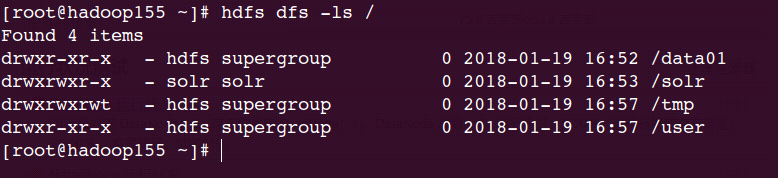 [root@hadoop155 ~]# hdfs dfs -ls /
Found 4 items
drwxr-xr-x   - hdfs supergroup          0 2018-01-19 16:52 /data01
drwxrwxr-x   - solr solr                0 2018-01-19 16:53 /solr
drwxrwxrwt   - hdfs supergroup          0 2018-01-19 16:57 /tmp
drwxr-xr-x   - hdfs supergroup          0 2018-01-19 16:57 /user
[root@hadoop155 ~]#